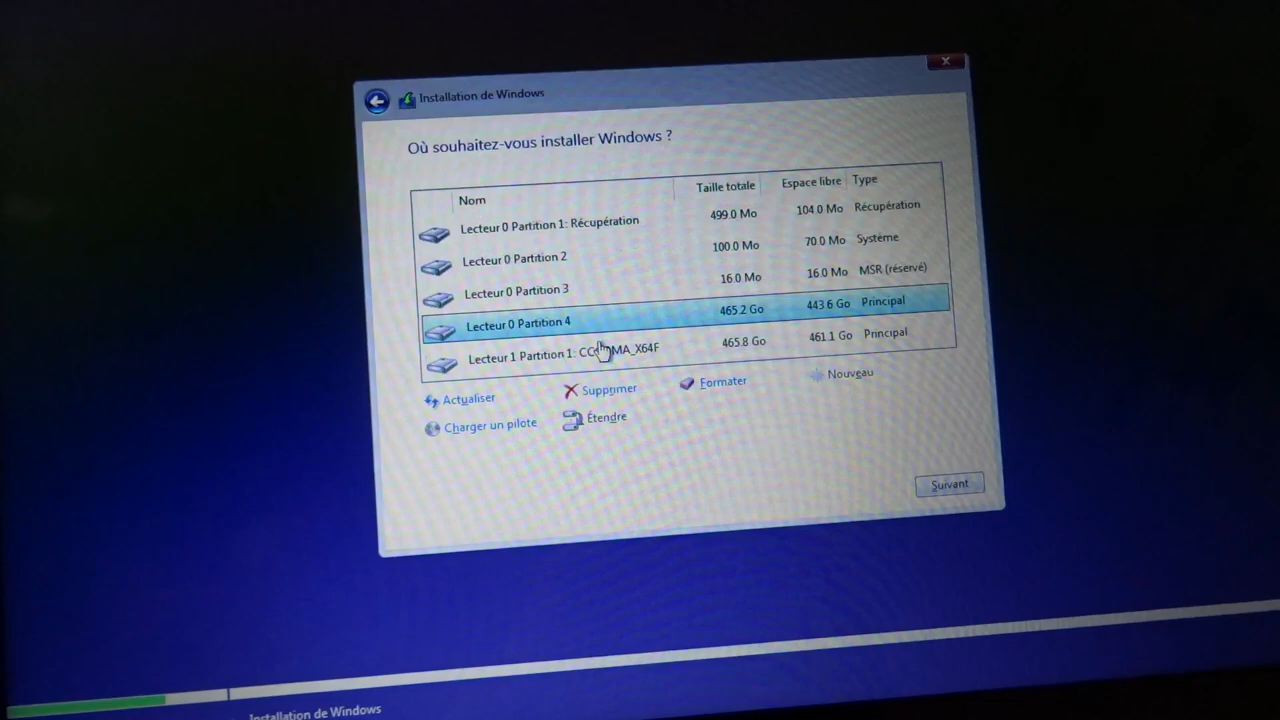 Installation de Windows
Où souhaitez-vous installer Windows ?
Nom Taille totale Espace libre Type
Lecteur 0 Partition 1: Récupération 499.0 Mo 104.0 Mo Récupération
Lecteur 0 Partition 2 100.0 Mo 70.0 Mo Système
Lecteur 0 Partition 3 16.0 Mo 16.0 Mo MSR (réservé)
Lecteur 0 Partition 4 465.2 Go 443.6 Go Principal
Lecteur 1 Partition 1: 465.8 Go 461.1 Go Principal
Actualiser Supprimer Formater Nouveau
Charger un pilote Étendre
Suivant
Installation de Windows